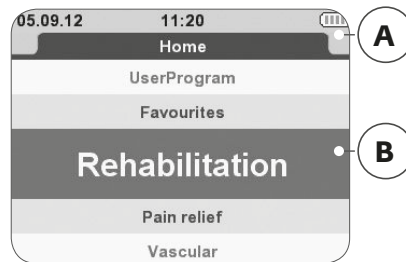 05.09.12 11:20
A
Home
UserProgram
Favourites
Rehabilitation
B
Pain relief
Vascular